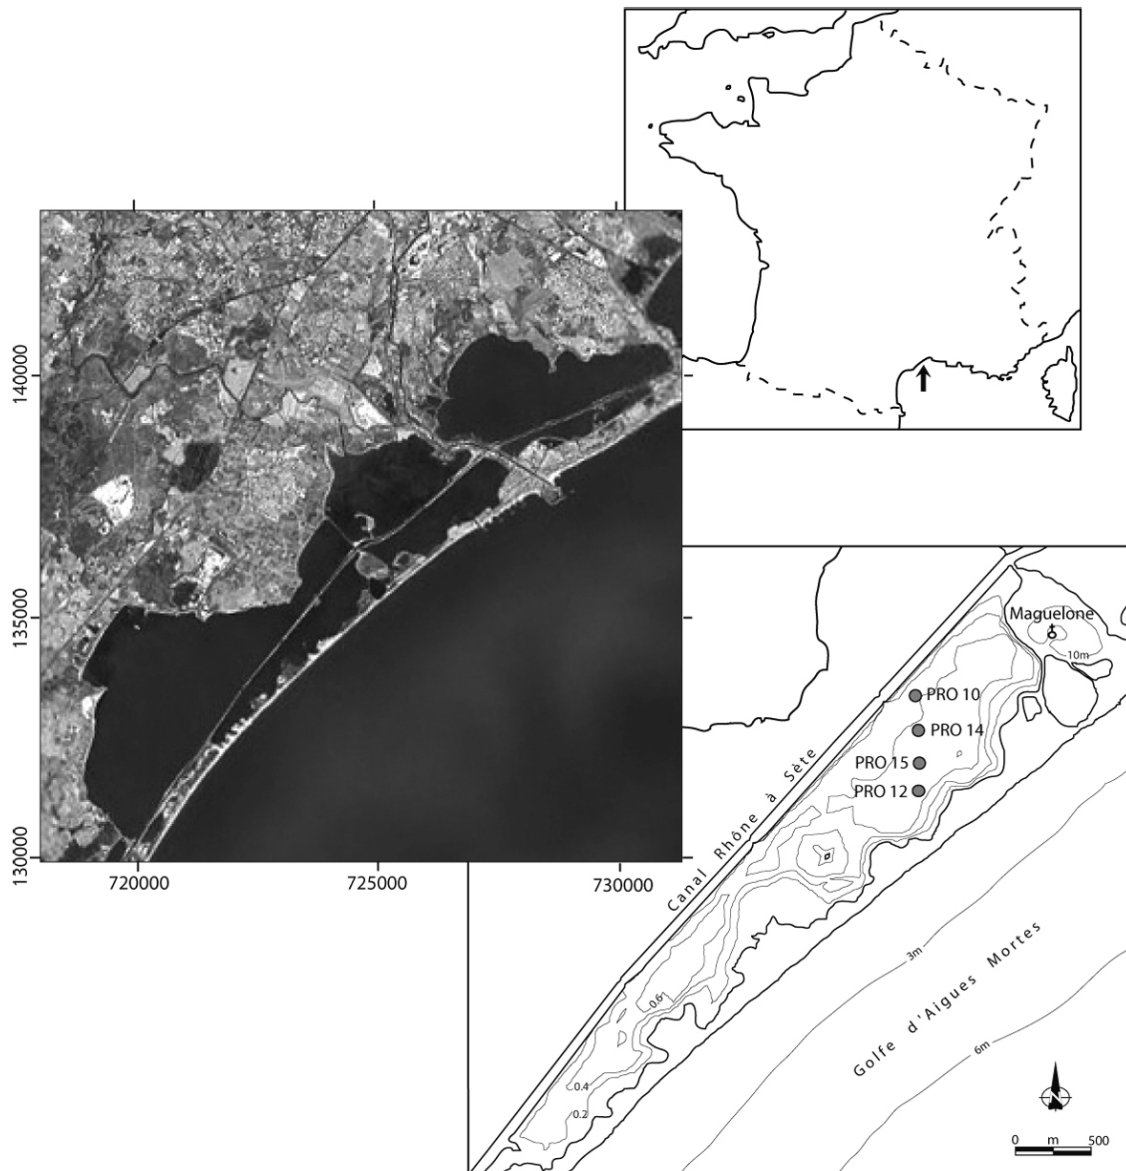 140000
135000
130000
720000
725000
730000
Maguelone
10m
PRO 10
PRO 14
PRO 15
PRO 12
Canal Rhône à Sète
0.6
0.4
0.2
3m
6m
Golfe d'Aigues Mortes
N
0 m 500